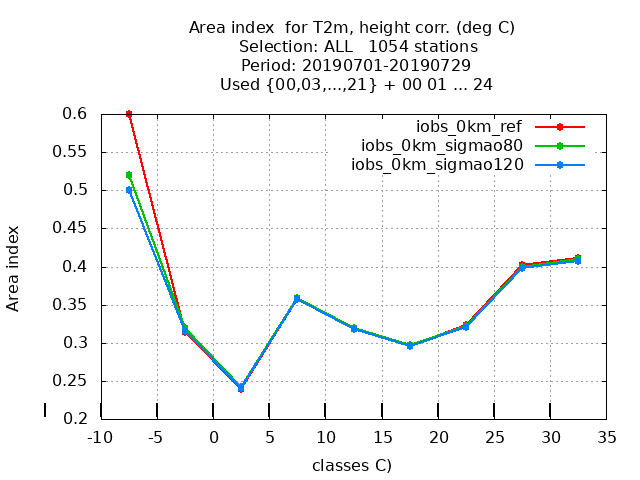 Area index  for T2m, height corr. (deg C)
Selection: ALL   1054 stations
Period: 20190701-20190729
Used {00,03,...,21} + 00 01 ... 24
iobs_0km_ref
iobs_0km_sigmao80
iobs_0km_sigmao120
0.6
0.55
0.5
0.45
0.4
0.35
0.3
0.25
0.2
Area index
-10
-5
0
5
10
15
20
25
30
35
classes C)